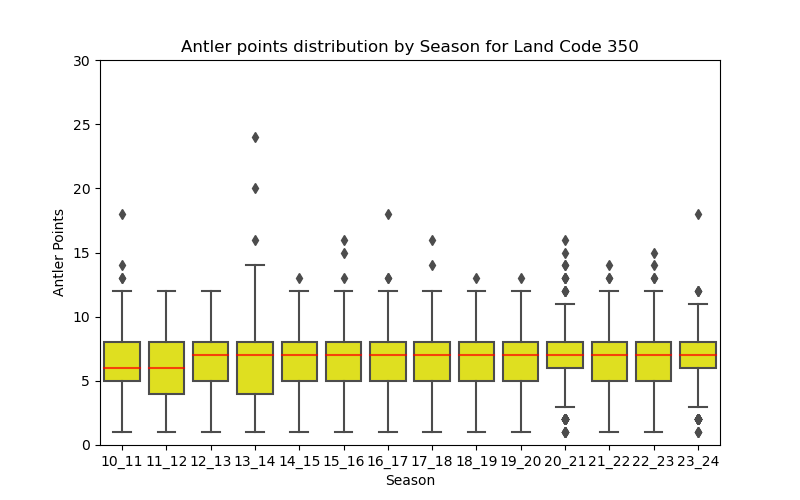 Antler points distribution by Season for Land Code 350
30
25
20
15
10
5
0
Antler Points
10_11 11_12 12_13 13_14 14_15 15_16 16_17 17_18 18_19 19_20 20_21 21_22 22_23 23_24
Season